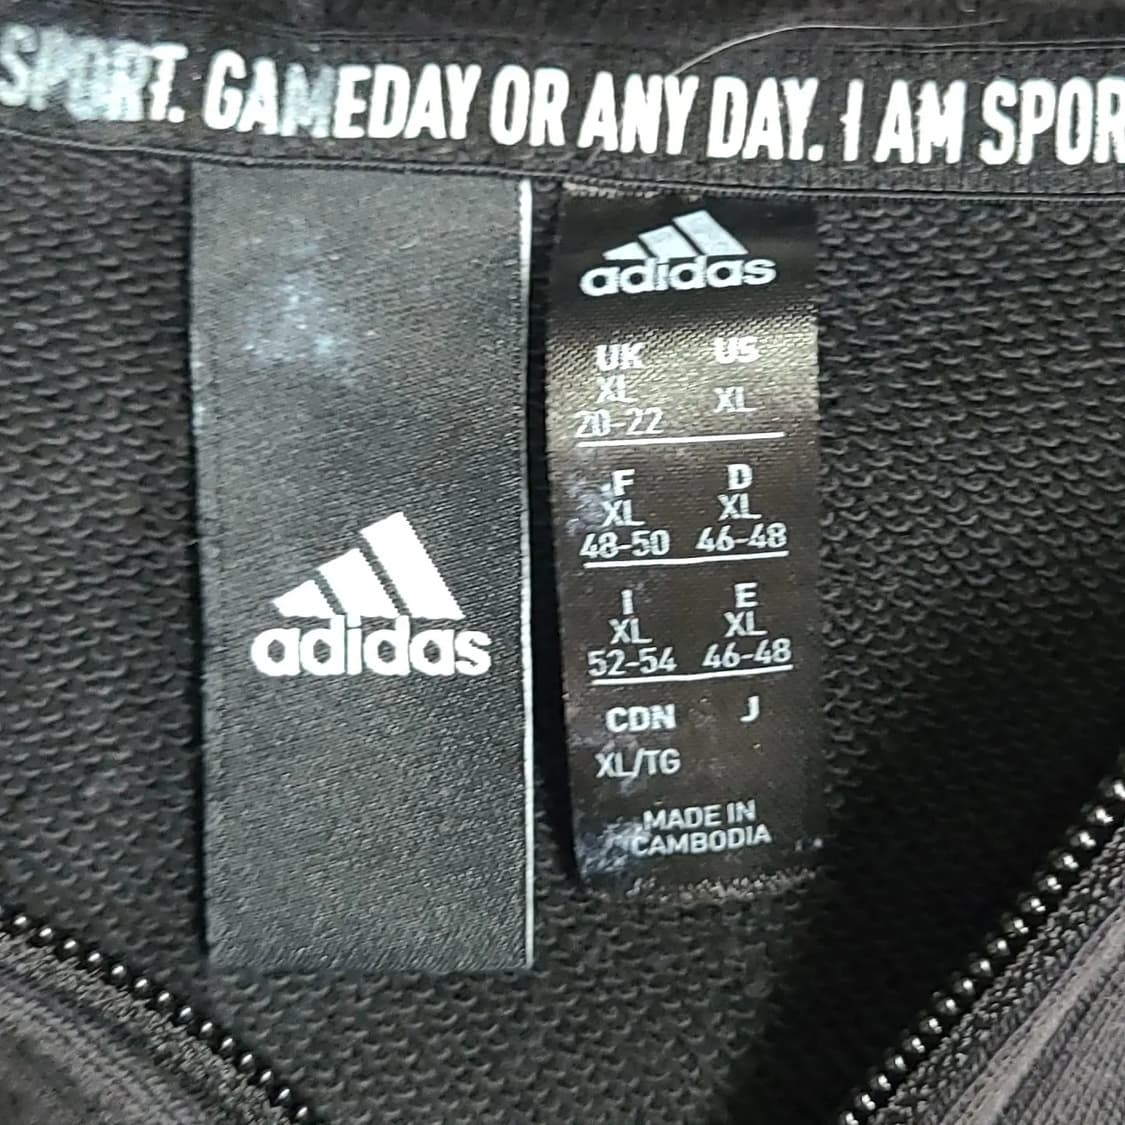 SPORT. GAMEDAY OR ANY DAY. I AM SPOR
adidas
adidas
UK US
XL XL
20-22
F D
XL XL
48-50 46-48
I E
XL XL
52-54 46-48
CDN J
XL/TG
MADE IN
CAMBODIA